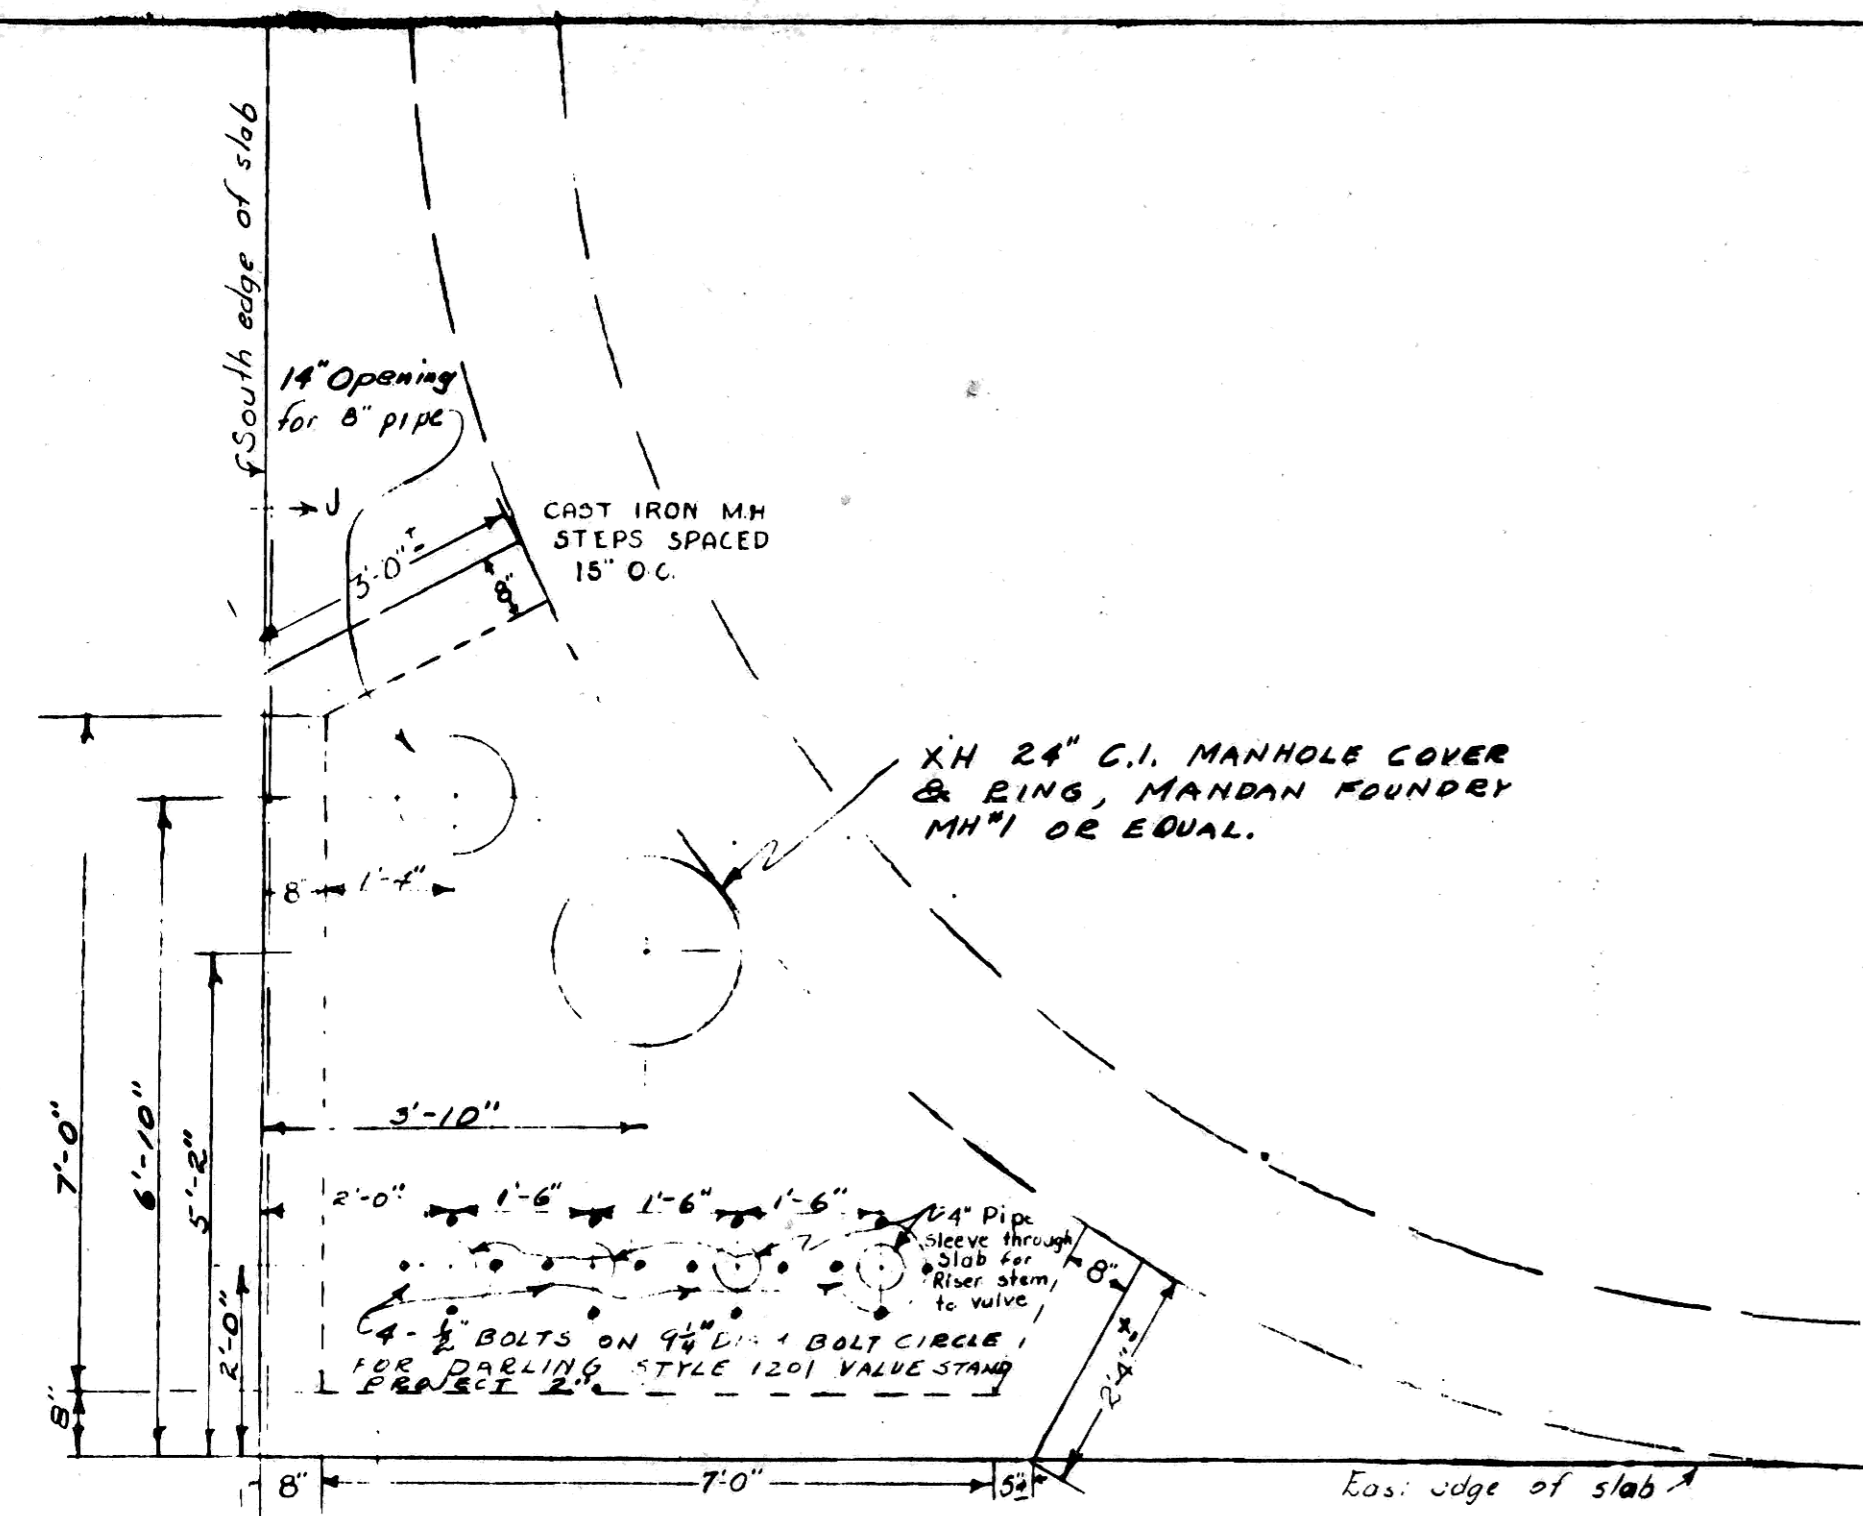 South edge of slab
14" Opening
for 8" pipe
J
3'-0"±
8"
CAST IRON M.H
STEPS SPACED
15" O.C.
XH 24" C.I. MANHOLE COVER
& RING, MANDAN FOUNDRY
MH#1 OR EQUAL.
8" 1'-4"
3'-10"
7'-0"
6'-10"
5'-2"
2'-0"
8"
2'-0" 1'-6" 1'-6" 1'-6"
4" Pipe
Sleeve through
Slab for
Riser stem
to valve
8"
2'-4"
4-1/2" BOLTS ON 9 1/4" BOLT CIRCLE
FOR DARLING STYLE 1201 VALVE STAND
PROJECT 2".
8" 7'-0" 5"±
East edge of slab